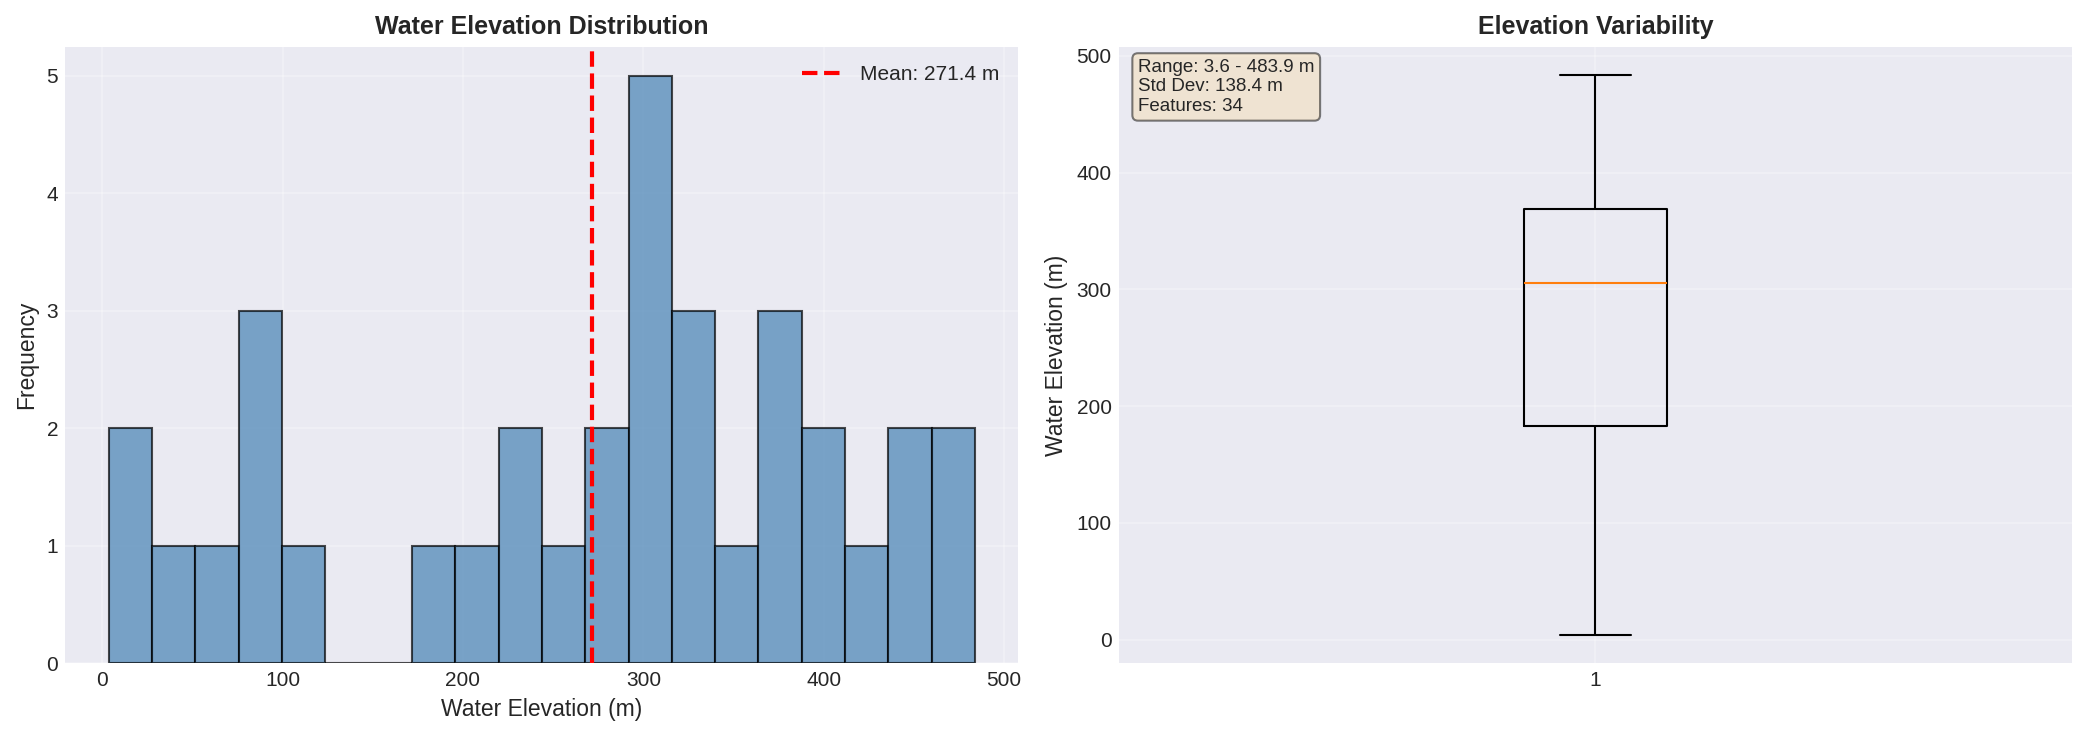 Water Elevation Distribution
Mean: 271.4 m
Frequency
5
4
3
2
1
0
0 100 200 300 400 500
Water Elevation (m)
Elevation Variability
Range: 3.6 - 483.9 m
Std Dev: 138.4 m
Features: 34
Water Elevation (m)
500
400
300
200
100
0
1